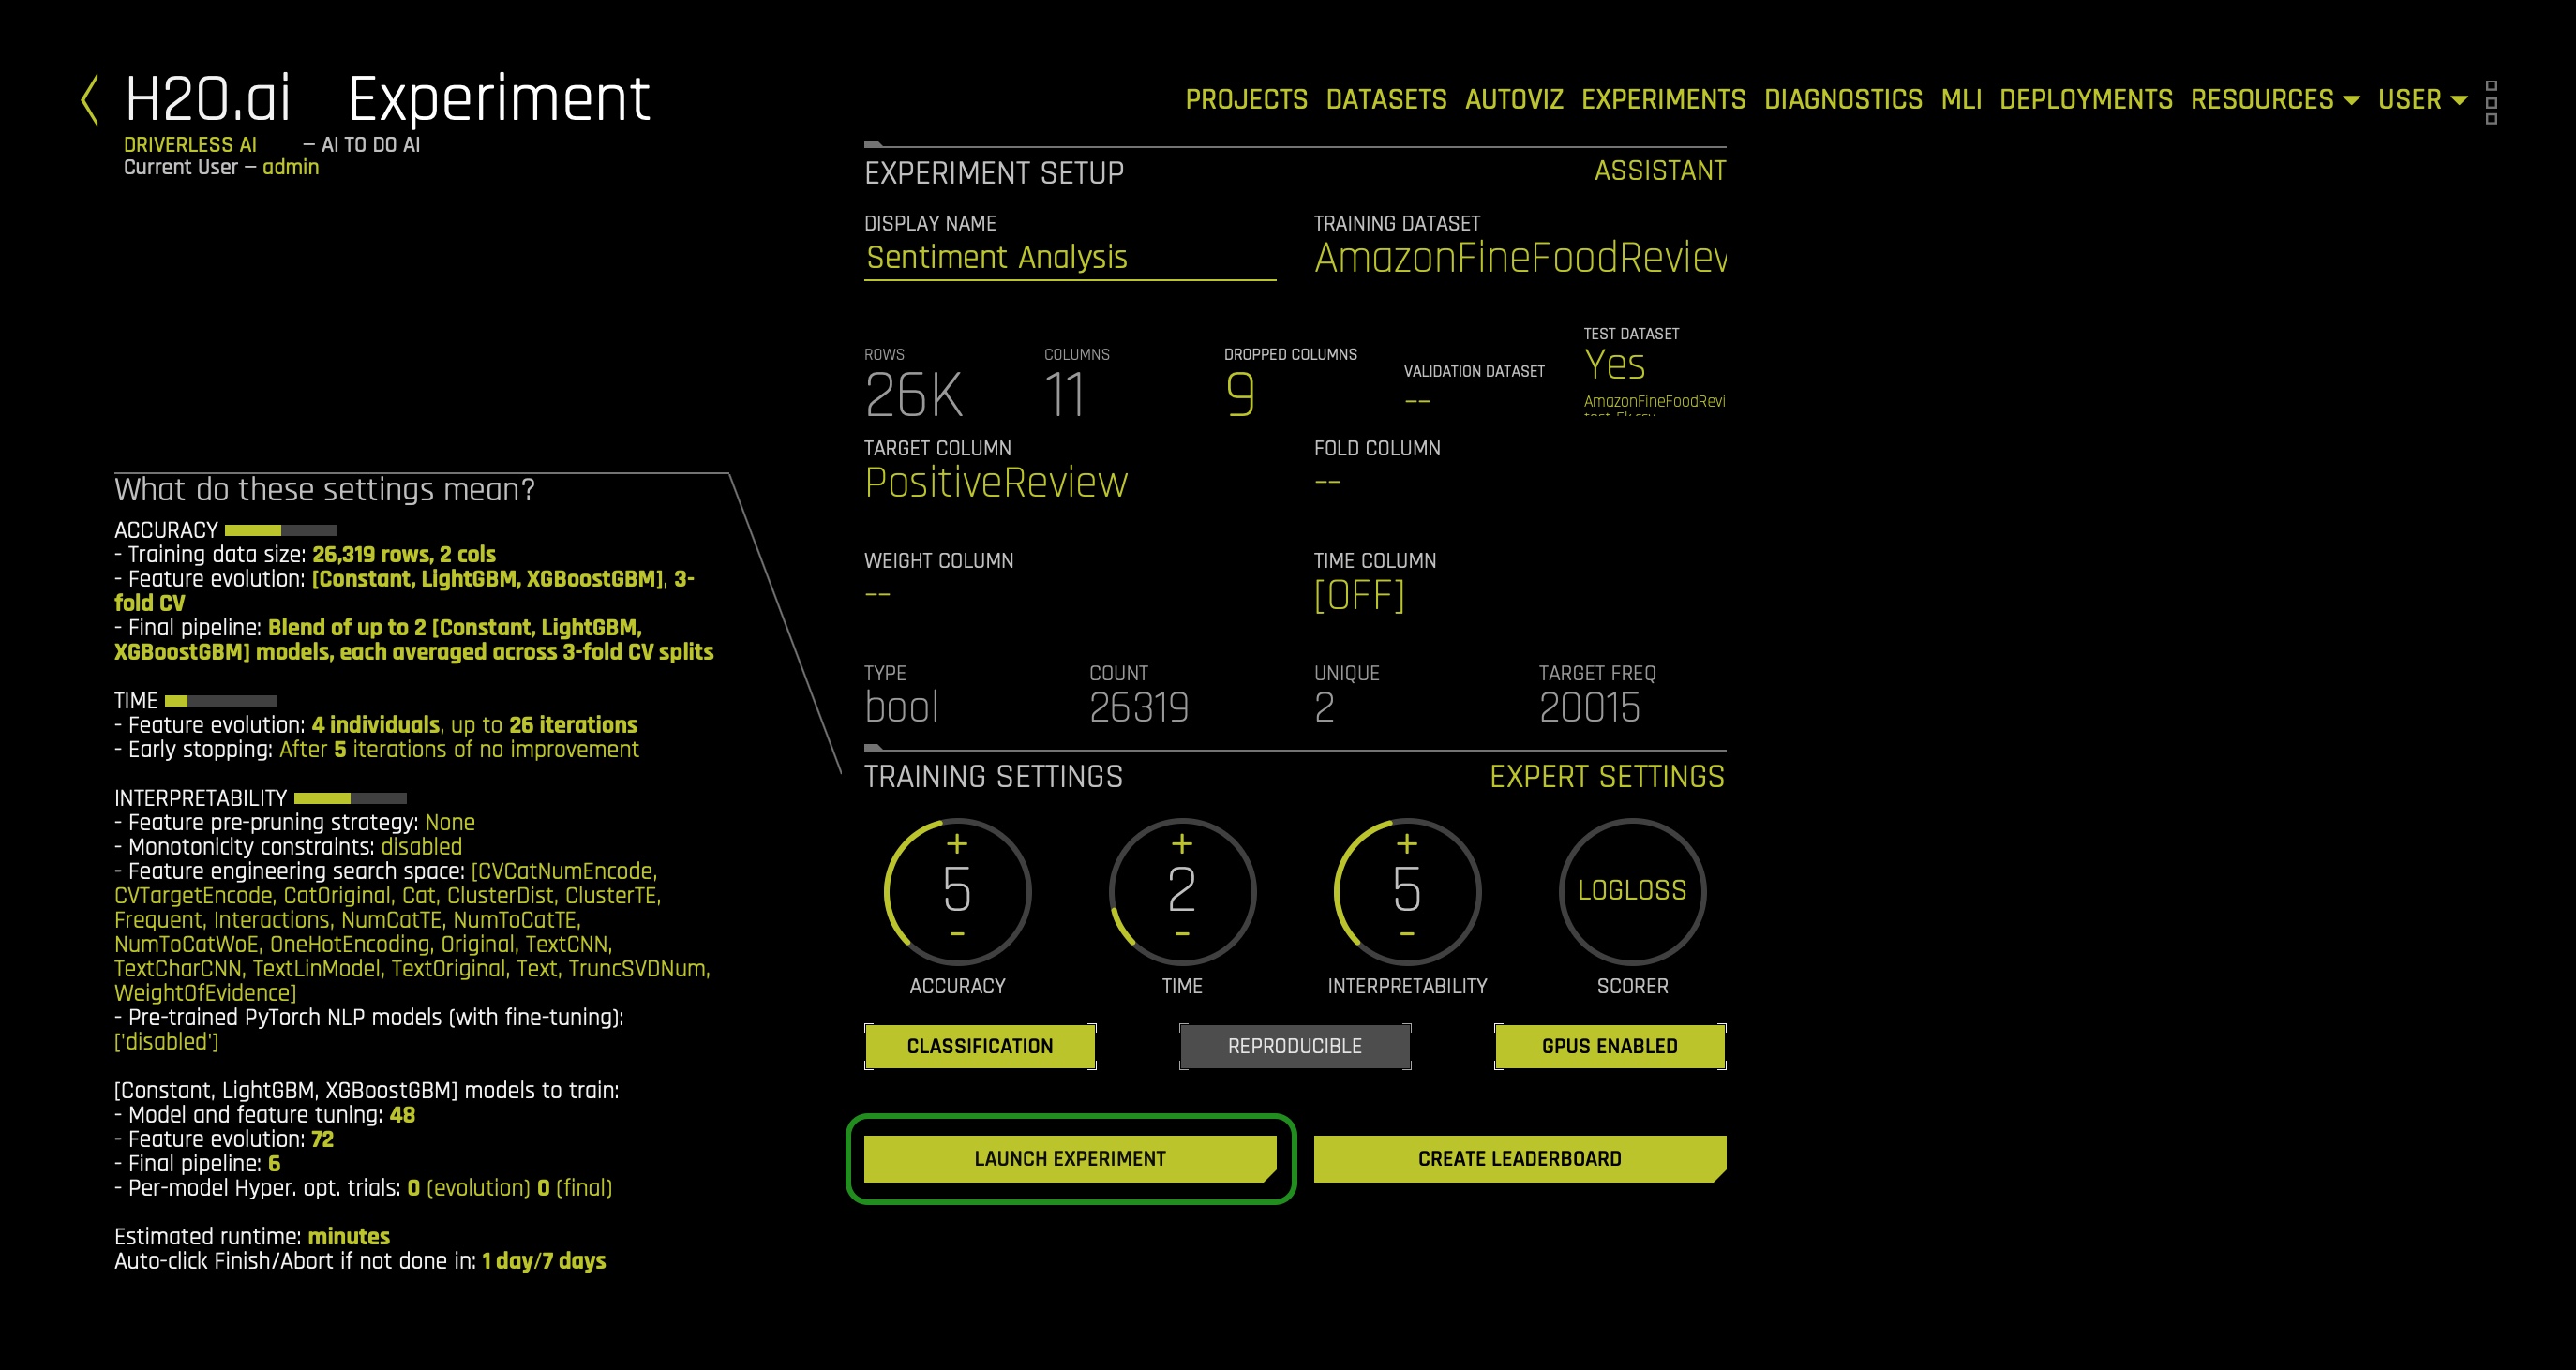 H2O.ai Experiment
DRIVERLESS AI – AI TO DO AI
Current User – admin
PROJECTS DATASETS AUTOVIZ EXPERIMENTS DIAGNOSTICS MLI DEPLOYMENTS RESOURCES USER
What do these settings mean?
ACCURACY
- Training data size: 26,319 rows, 2 cols
- Feature evolution: [Constant, LightGBM, XGBoostGBM], 3-
fold CV
- Final pipeline: Blend of up to 2 [Constant, LightGBM,
XGBoostGBM] models, each averaged across 3-fold CV splits
TIME
- Feature evolution: 4 individuals, up to 26 iterations
- Early stopping: After 5 iterations of no improvement
INTERPRETABILITY
- Feature pre-pruning strategy: None
- Monotonicity constraints: disabled
- Feature engineering search space: [CVCatNumEncode,
CVTargetEncode, CatOriginal, Cat, ClusterDist, ClusterTE,
Frequent, Interactions, NumCatTE, NumToCatTE,
NumToCatWoE, OneHotEncoding, Original, TextCNN,
TextCharCNN, TextLinModel, TextOriginal, Text, TruncSVDNum,
WeightOfEvidence]
- Pre-trained PyTorch NLP models (with fine-tuning):
['disabled']
[Constant, LightGBM, XGBoostGBM] models to train:
- Model and feature tuning: 48
- Feature evolution: 72
- Final pipeline: 6
- Per-model Hyper. opt. trials: 0 (evolution) 0 (final)
Estimated runtime: minutes
Auto-click Finish/Abort if not done in: 1 day/7 days
EXPERIMENT SETUP ASSISTANT
DISPLAY NAME TRAINING DATASET
Sentiment Analysis AmazonFineFoodReview
ROWS COLUMNS DROPPED COLUMNS VALIDATION DATASET TEST DATASET
26K 11 9 -- Yes
AmazonFineFoodRevi
TARGET COLUMN FOLD COLUMN
PositiveReview --
WEIGHT COLUMN TIME COLUMN
-- [OFF]
TYPE COUNT UNIQUE TARGET FREQ
bool 26319 2 20015
TRAINING SETTINGS EXPERT SETTINGS
+ + +
5 2 5 LOGLOSS
- - -
ACCURACY TIME INTERPRETABILITY SCORER
CLASSIFICATION REPRODUCIBLE GPUS ENABLED
LAUNCH EXPERIMENT CREATE LEADERBOARD